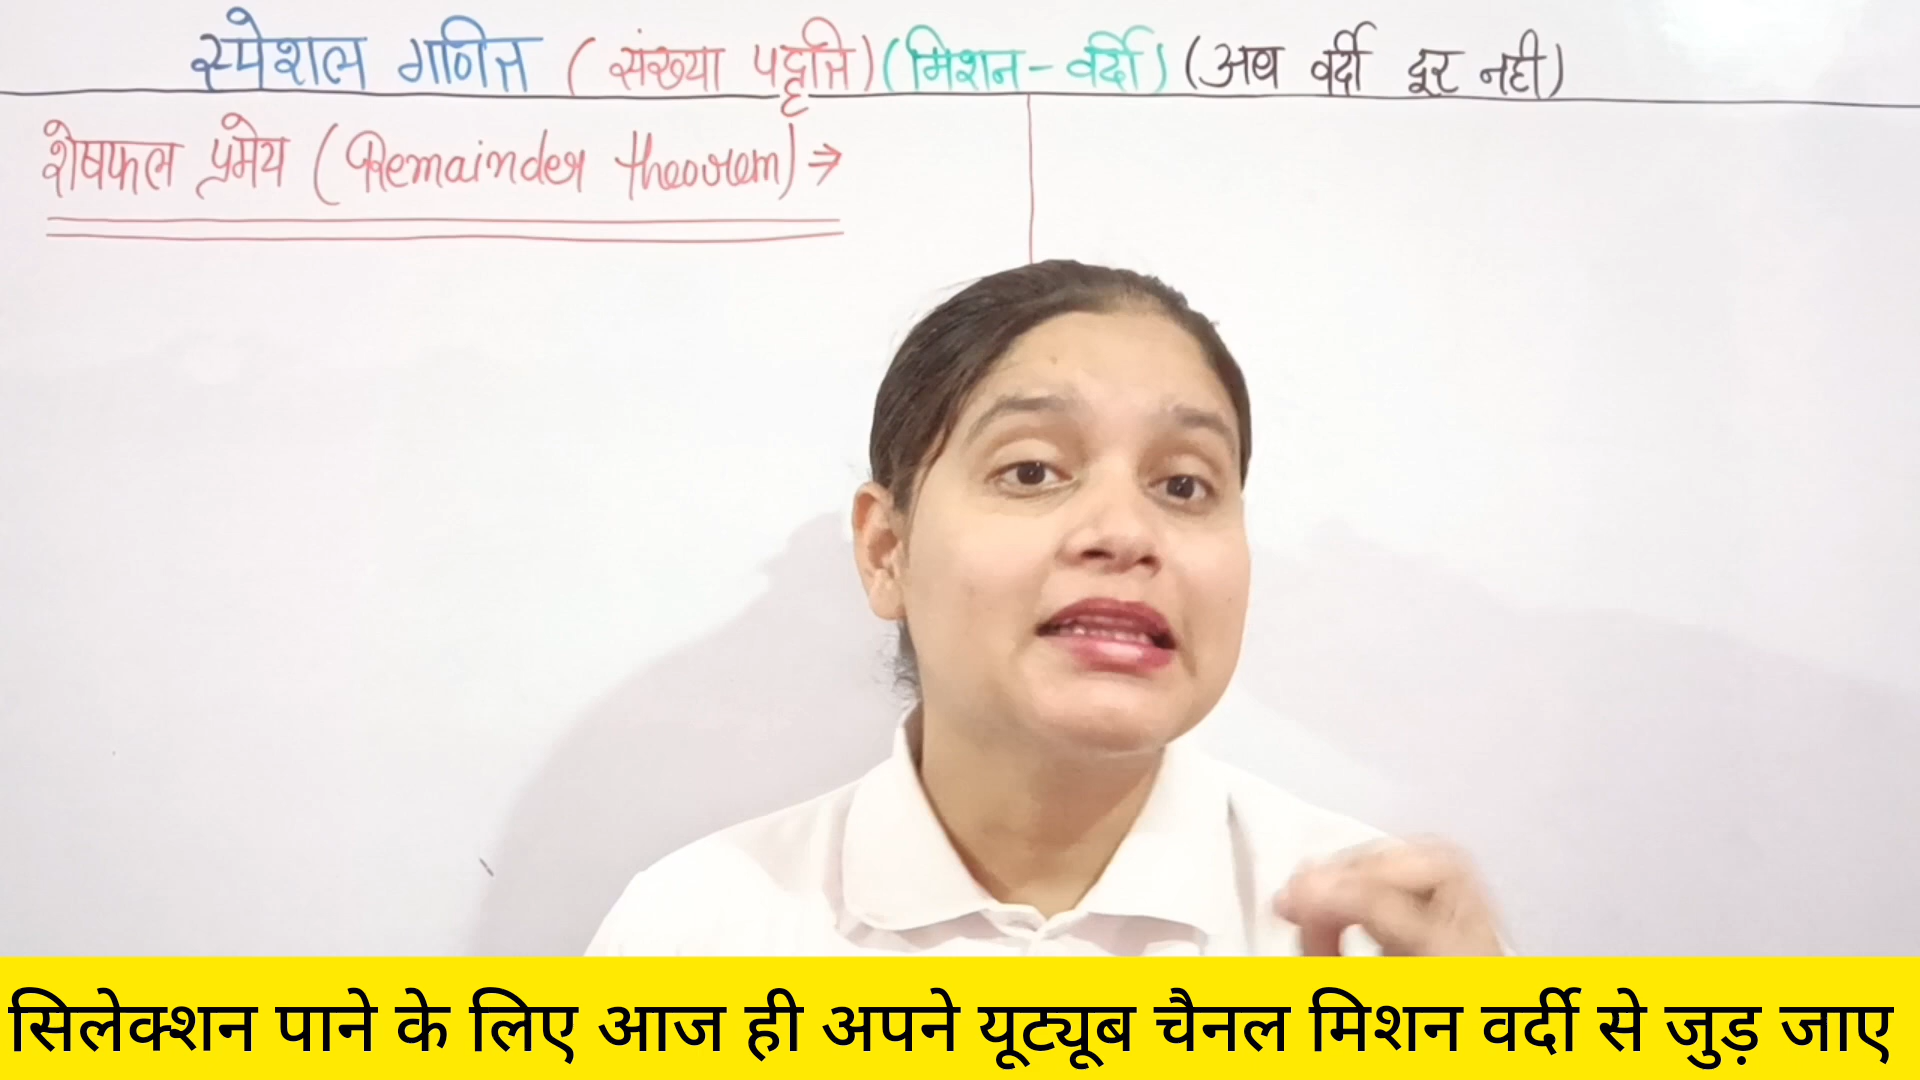 स्पेशल गणित (संख्या पद्धति) (मिशन-वर्दी) (अब वर्दी दूर नही)
शेषफल प्रमेय (Remainder theorem) →
सिलेक्शन पाने के लिए आज ही अपने यूट्यूब चैनल मिशन वर्दी से जुड़ जाए